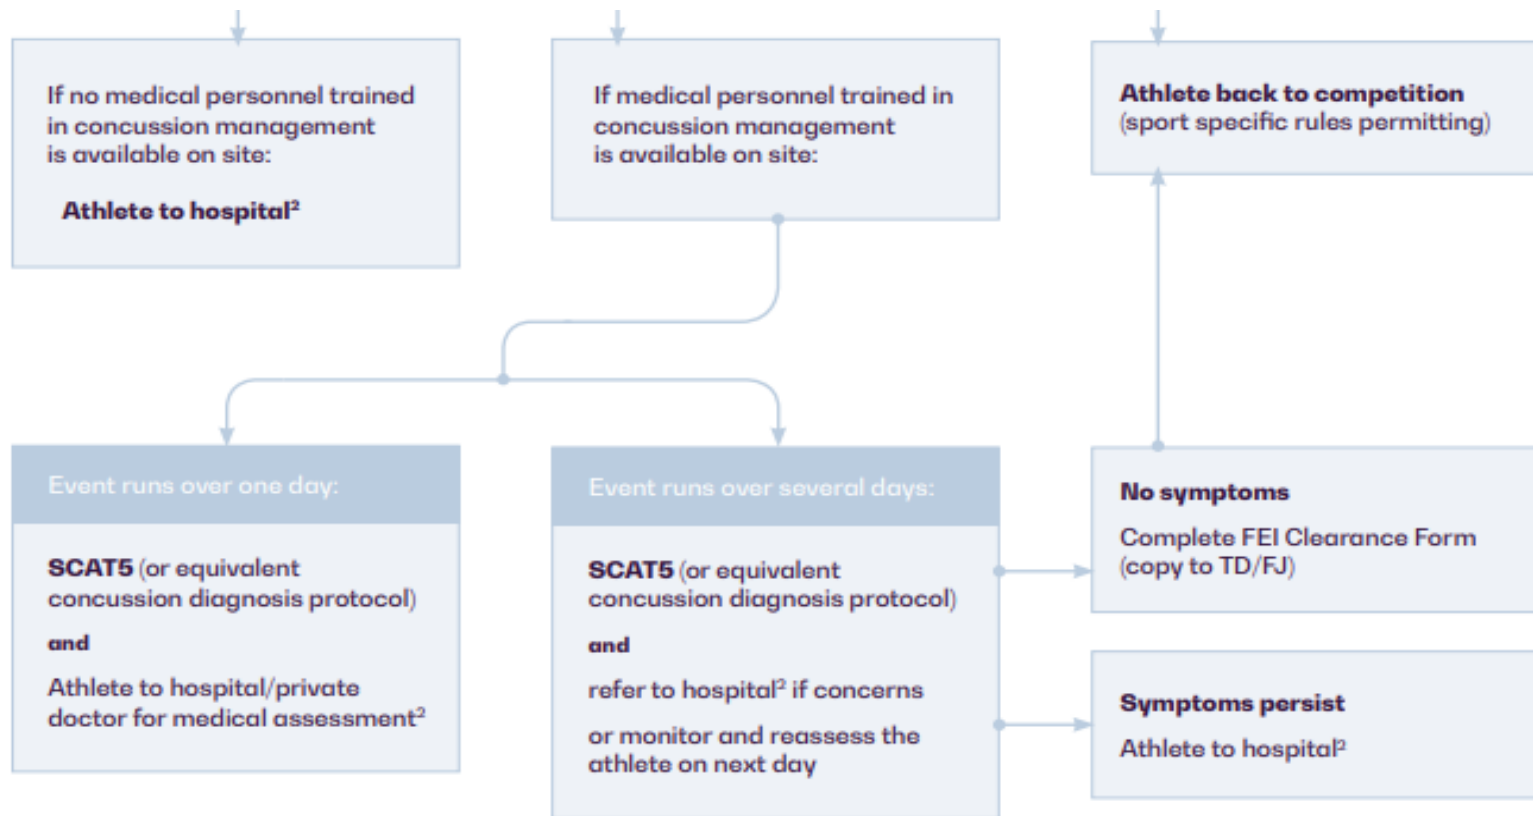 If no medical personnel trained
in concussion management
is available on site:
Athlete to hospital²
If medical personnel trained in
concussion management
is available on site:
Athlete back to competition
(sport specific rules permitting)
Event runs over one day:
SCAT5 (or equivalent
concussion diagnosis protocol)
and
Athlete to hospital/private
doctor for medical assessment²
Event runs over several days:
SCAT5 (or equivalent
concussion diagnosis protocol)
and
refer to hospital² if concerns
or monitor and reassess the
athlete on next day
No symptoms
Complete FEI Clearance Form
(copy to TD/FJ)
Symptoms persist
Athlete to hospital²